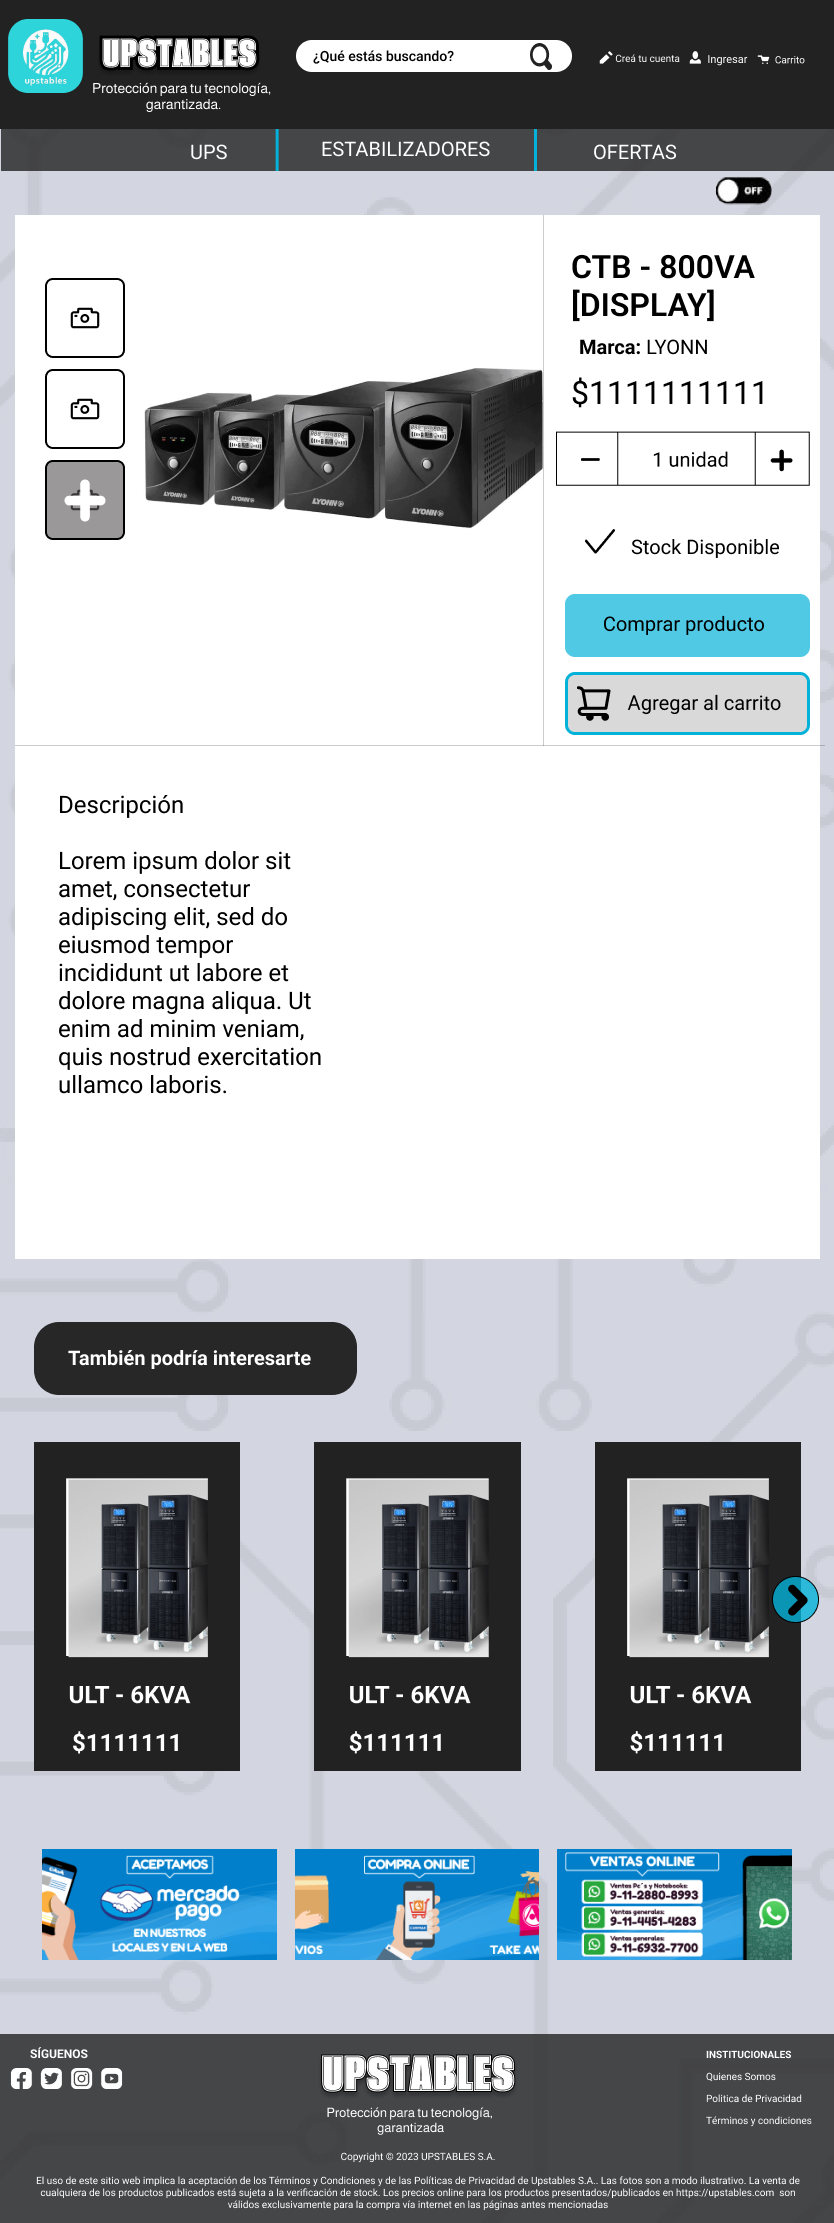 upstables
UPSTABLES
Protección para tu tecnología,
garantizada.
¿Qué estás buscando?
Creá tu cuenta
Ingresar
Carrito
UPS
ESTABILIZADORES
OFERTAS
OFF
CTB - 800VA
[DISPLAY]
Marca: LYONN
$1111111111
1 unidad
Stock Disponible
Comprar producto
Agregar al carrito
LYONN
LYONN
LYONN
LYONN
Descripción
Lorem ipsum dolor sit
amet, consectetur
adipiscing elit, sed do
eiusmod tempor
incididunt ut labore et
dolore magna aliqua. Ut
enim ad minim veniam,
quis nostrud exercitation
ullamco laboris.
También podría interesarte
ULT - 6KVA
$1111111
ULT - 6KVA
$111111
ULT - 6KVA
$111111
ACEPTAMOS
mercado
pago
EN NUESTROS
LOCALES Y EN LA WEB
COMPRA ONLINE
VIOS
TAKE AW
VENTAS ONLINE
Ventas Pc´s y Notebooks:
9-11-2880-8993
Ventas generales:
9-11-4451-4283
Ventas generales:
9-11-6932-7700
SÍGUENOS
UPSTABLES
Protección para tu tecnología,
garantizada
Copyright © 2023 UPSTABLES S.A.
INSTITUCIONALES
Quienes Somos
Politica de Privacidad
Términos y condiciones
El uso de este sitio web implica la aceptación de los Términos y Condiciones y de las Políticas de Privacidad de Upstables S.A.. Las fotos son a modo ilustrativo. La venta de
cualquiera de los productos publicados está sujeta a la verificación de stock. Los precios online para los productos presentados/publicados en https://upstables.com son
válidos exclusivamente para la compra vía internet en las páginas antes mencionadas